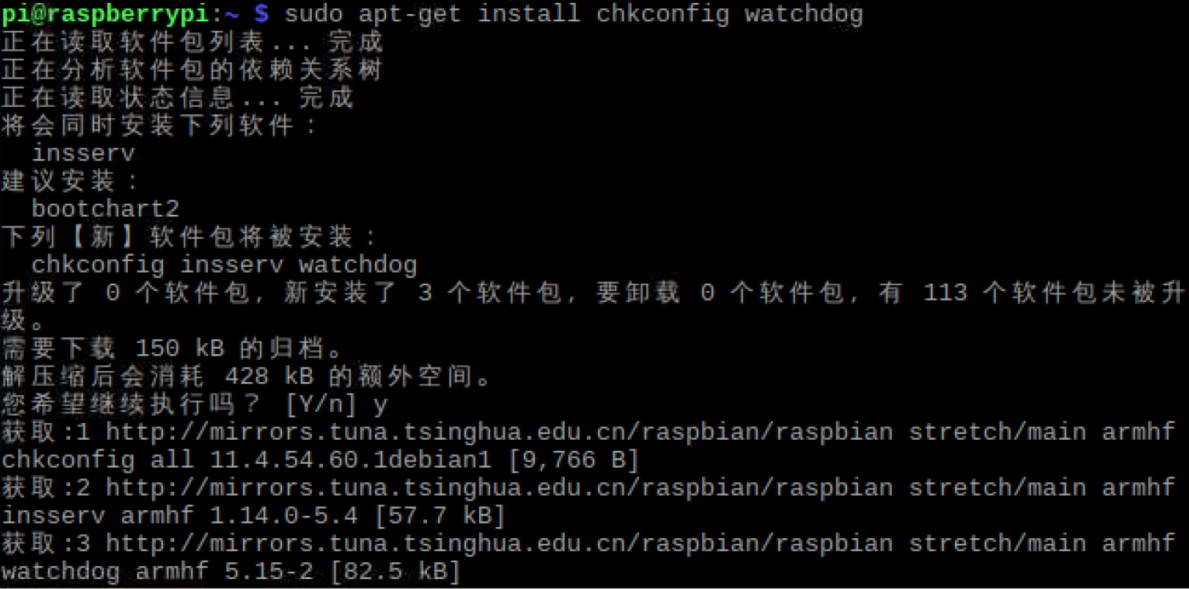 pi@raspberrypi:~ $ sudo apt-get install chkconfig watchdog
正在读取软件包列表... 完成
正在分析软件包的依赖关系树
正在读取状态信息... 完成
将会同时安装下列软件：
  insserv
建议安装：
  bootchart2
下列【新】软件包将被安装：
  chkconfig insserv watchdog
升级了 0 个软件包，新安装了 3 个软件包，要卸载 0 个软件包，有 113 个软件包未被升
级。
需要下载 150 kB 的归档。
解压缩后会消耗 428 kB 的额外空间。
您希望继续执行吗？ [Y/n] y
获取:1 http://mirrors.tuna.tsinghua.edu.cn/raspbian/raspbian stretch/main armhf
chkconfig all 11.4.54.60.1debian1 [9,766 B]
获取:2 http://mirrors.tuna.tsinghua.edu.cn/raspbian/raspbian stretch/main armhf
insserv armhf 1.14.0-5.4 [57.7 kB]
获取:3 http://mirrors.tuna.tsinghua.edu.cn/raspbian/raspbian stretch/main armhf
watchdog armhf 5.15-2 [82.5 kB]